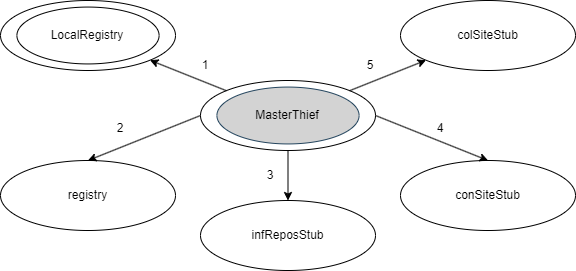 LocalRegistry
colSiteStub
1
5
MasterThief
2
4
registry
3
conSiteStub
infReposStub